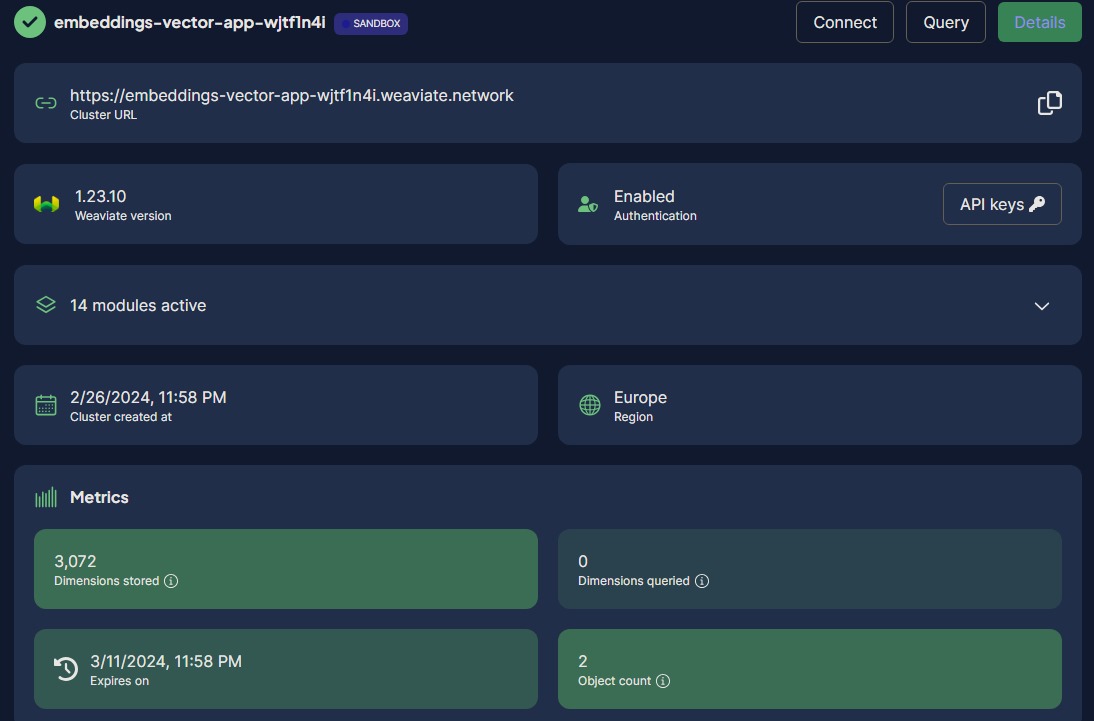 embeddings-vector-app-wjtf1n4i SANDBOX Connect Query Details
https://embeddings-vector-app-wjtf1n4i.weaviate.network
Cluster URL
1.23.10
Weaviate version
Enabled
Authentication
API keys
14 modules active
2/26/2024, 11:58 PM
Cluster created at
Europe
Region
Metrics
3,072
Dimensions stored
0
Dimensions queried
3/11/2024, 11:58 PM
Expires on
2
Object count